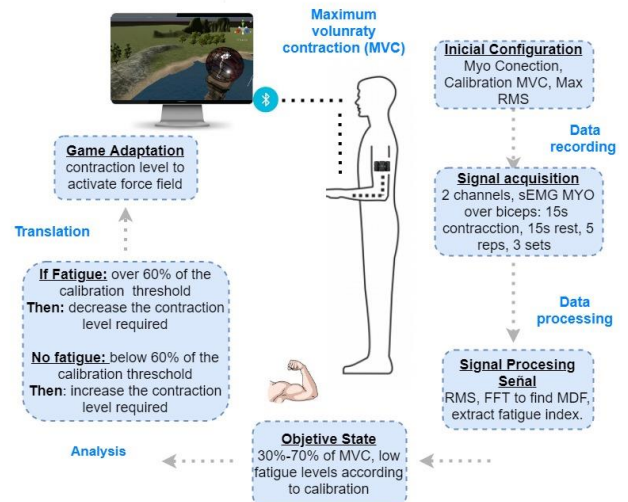 Maximum
volunraty
contraction (MVC)
Inicial Configuration
Myo Conection,
Calibration MVC, Max
RMS
Data
recording
Signal acquisition
2 channels, sEMG MYO
over biceps: 15s
contracction, 15s rest, 5
reps, 3 sets
Data
processing
Signal Procesing
Señal
RMS, FFT to find MDF,
extract fatigue index.
Objetive State
30%-70% of MVC, low
fatigue levels according
to calibration
Analysis
If Fatigue: over 60% of the
calibration threshold
Then: decrease the contraction
level required
No fatigue: below 60% of the
calibration threshold
Then: increase the contraction
level required
Translation
Game Adaptation
contraction level to
activate force field